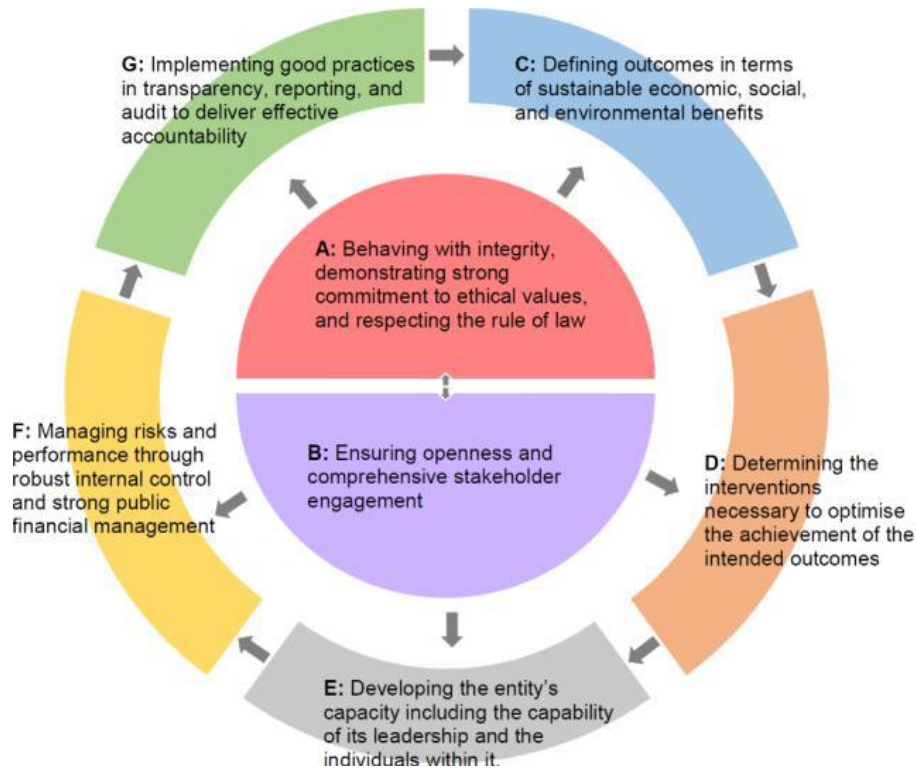 G: Implementing good practices
in transparency, reporting, and
audit to deliver effective
accountability
C: Defining outcomes in terms
of sustainable economic, social,
and environmental benefits
A: Behaving with integrity,
demonstrating strong
commitment to ethical values,
and respecting the rule of law
B: Ensuring openness and
comprehensive stakeholder
engagement
F: Managing risks and
performance through
robust internal control
and strong public
financial management
D: Determining the
interventions
necessary to optimise
the achievement of the
intended outcomes
E: Developing the entity’s
capacity including the capability
of its leadership and the
individuals within it.